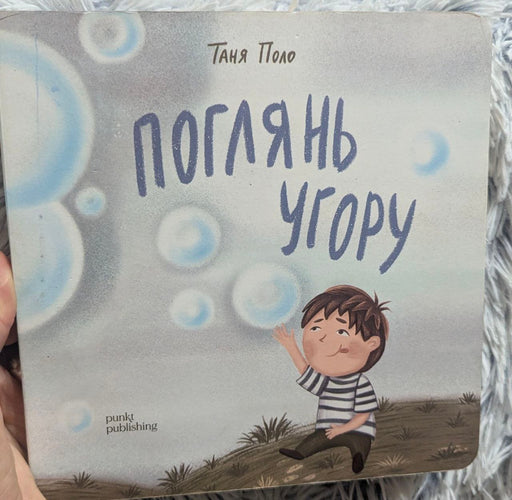 Таня Поло
ПОГЛЯНЬ
УГОРУ
punkt
publishing